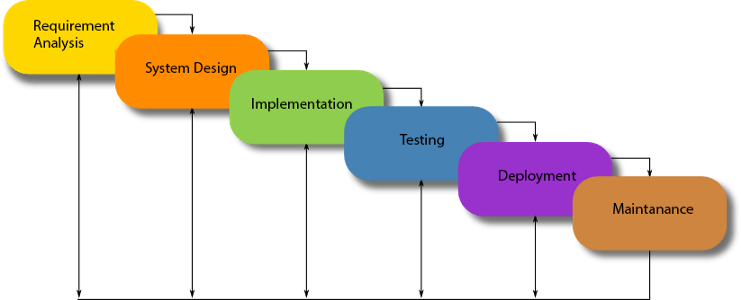 Requirement
Analysis
System Design
Implementation
Testing
Deployment
Maintanance